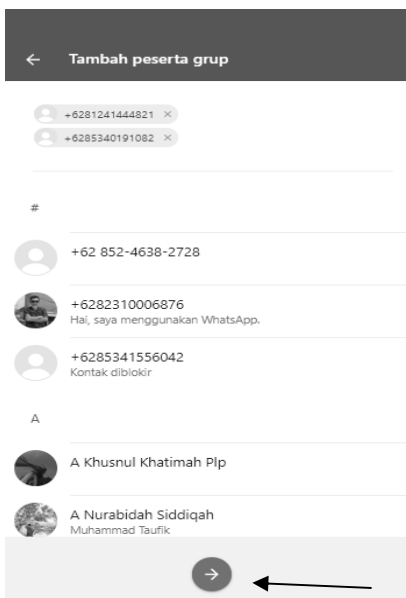 Tambah peserta grup
+6281241444821 ×
+6285340191082 ×
#
+62 852-4638-2728
+6282310006876
Hai, saya menggunakan WhatsApp.
+6285341556042
Kontak diblokir
A
A Khusnul Khatimah Plp
A Nurabidah Siddiqah
Muhammad Taufik